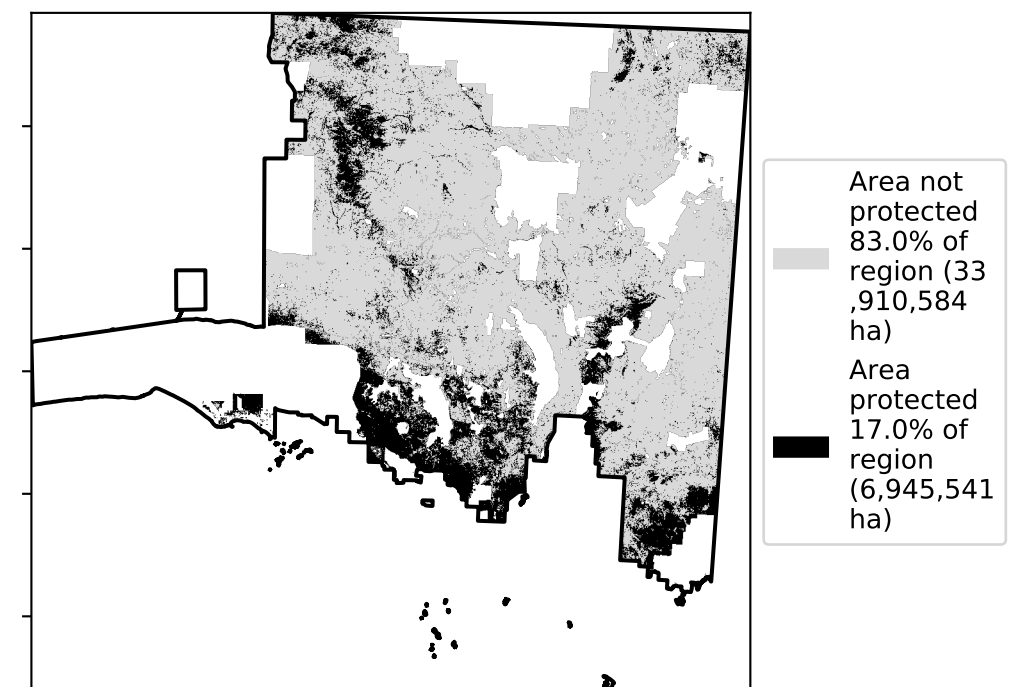 Area not
protected
83.0% of
region (33
,910,584
ha)
Area
protected
17.0% of
region
(6,945,541
ha)